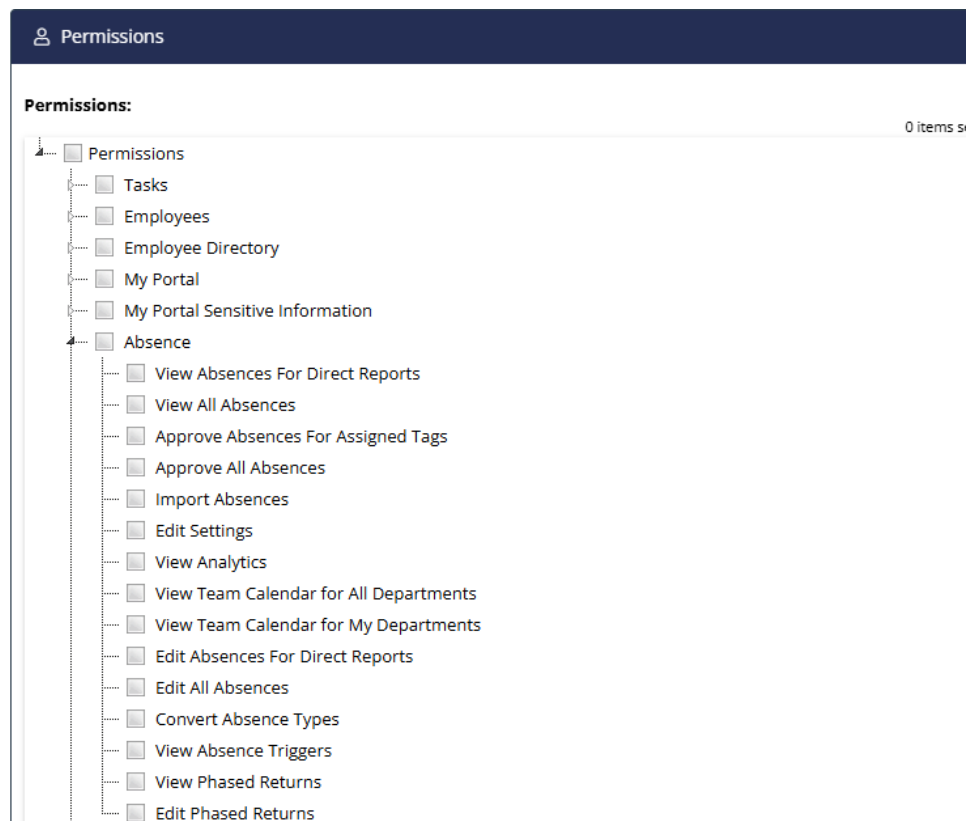 Permissions
Permissions:
0 items
Permissions
Tasks
Employees
Employee Directory
My Portal
My Portal Sensitive Information
Absence
View Absences For Direct Reports
View All Absences
Approve Absences For Assigned Tags
Approve All Absences
Import Absences
Edit Settings
View Analytics
View Team Calendar for All Departments
View Team Calendar for My Departments
Edit Absences For Direct Reports
Edit All Absences
Convert Absence Types
View Absence Triggers
View Phased Returns
Edit Phased Returns